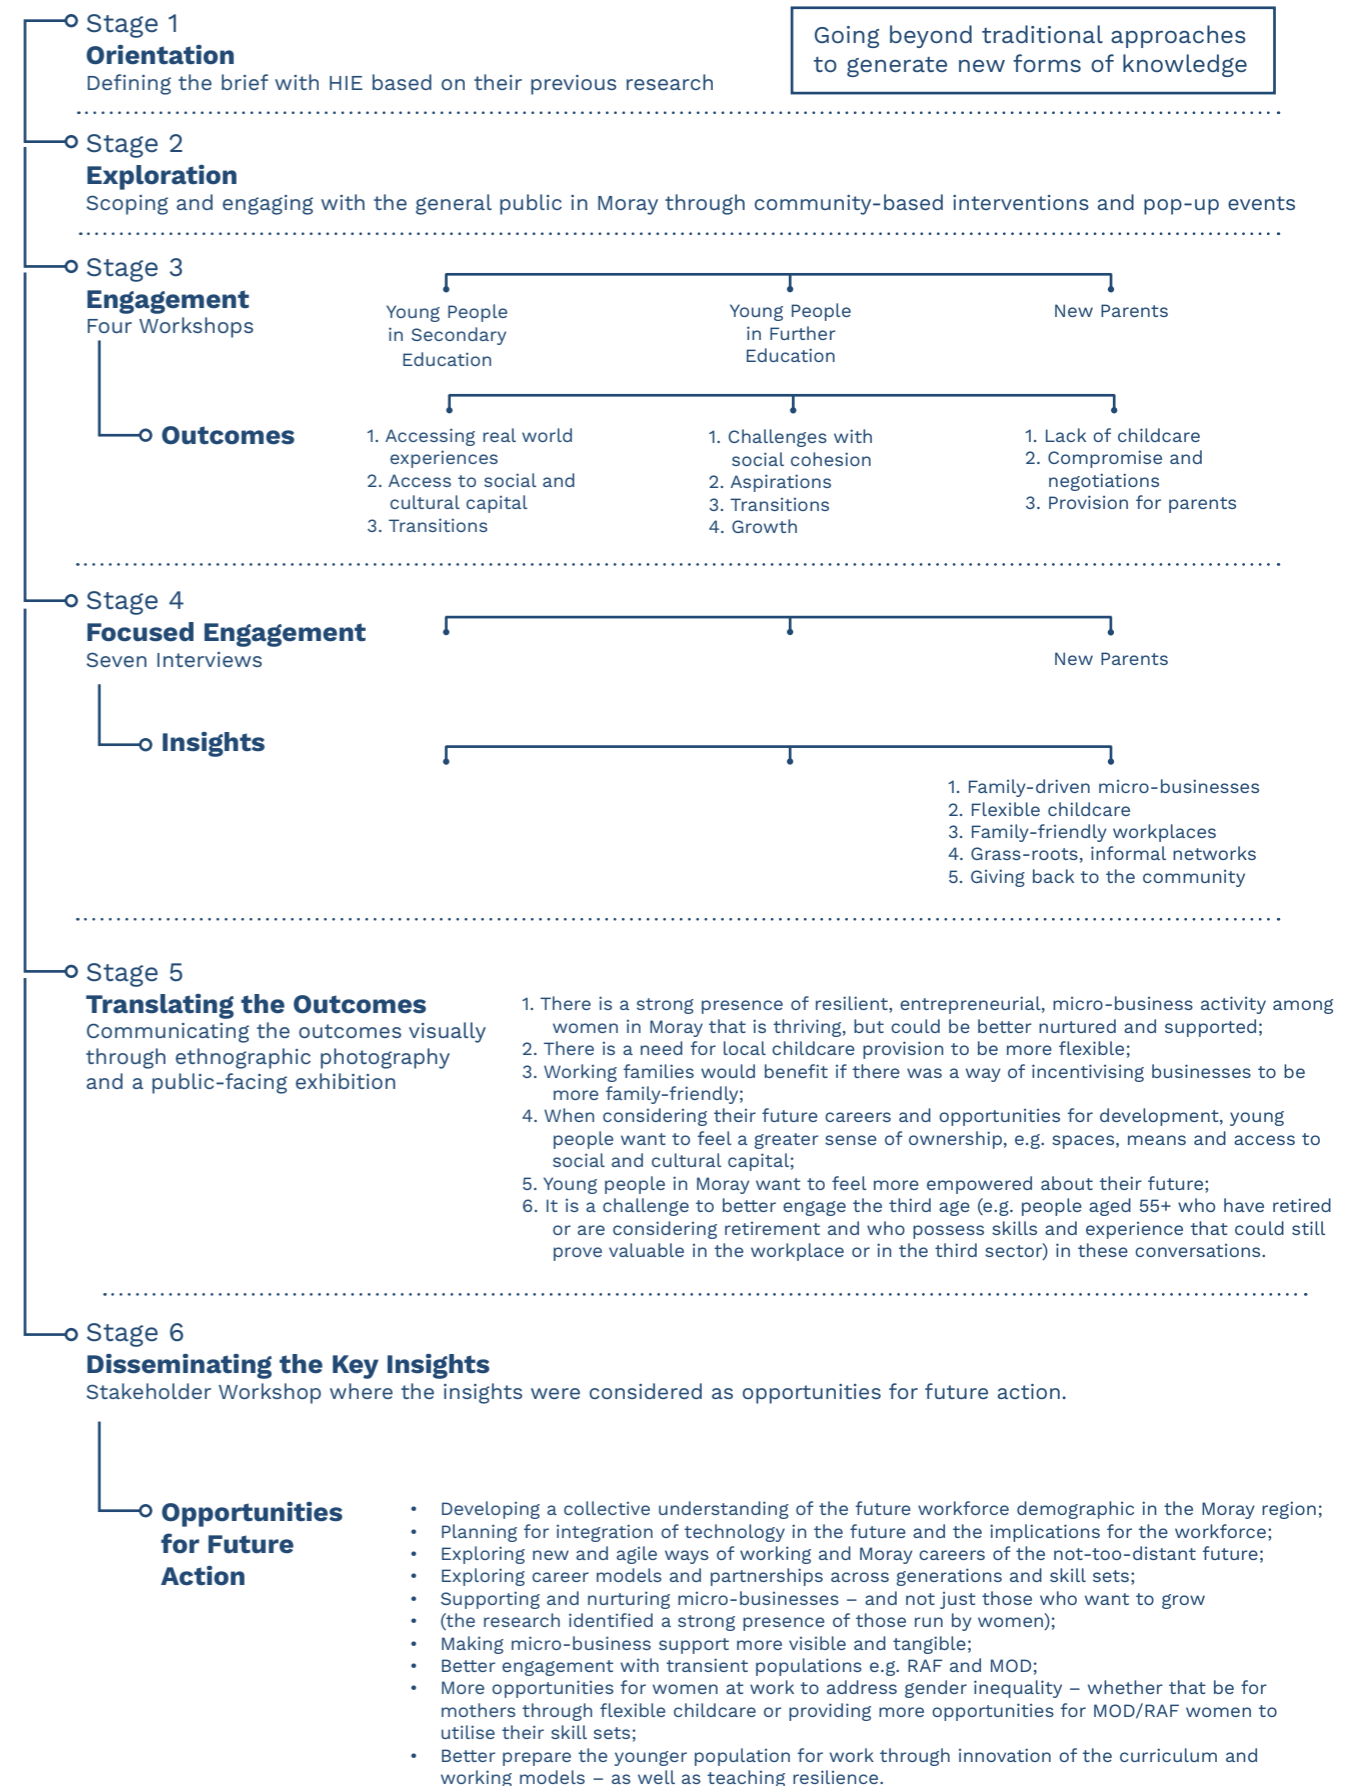 Stage 1
Orientation
Defining the brief with HIE based on their previous research
Going beyond traditional approaches
to generate new forms of knowledge
Stage 2
Exploration
Scoping and engaging with the general public in Moray through community-based interventions and pop-up events
Stage 3
Engagement
Four Workshops
Young People
in Secondary
Education
Young People
in Further
Education
New Parents
Outcomes
1. Accessing real world
experiences
2. Access to social and
cultural capital
3. Transitions
1. Challenges with
social cohesion
2. Aspirations
3. Transitions
4. Growth
1. Lack of childcare
2. Compromise and
negotiations
3. Provision for parents
Stage 4
Focused Engagement
Seven Interviews
New Parents
Insights
1. Family-driven micro-businesses
2. Flexible childcare
3. Family-friendly workplaces
4. Grass-roots, informal networks
5. Giving back to the community
Stage 5
Translating the Outcomes
Communicating the outcomes visually
through ethnographic photography
and a public-facing exhibition
1. There is a strong presence of resilient, entrepreneurial, micro-business activity among
women in Moray that is thriving, but could be better nurtured and supported;
2. There is a need for local childcare provision to be more flexible;
3. Working families would benefit if there was a way of incentivising businesses to be
more family-friendly;
4. When considering their future careers and opportunities for development, young
people want to feel a greater sense of ownership, e.g. spaces, means and access to
social and cultural capital;
5. Young people in Moray want to feel more empowered about their future;
6. It is a challenge to better engage the third age (e.g. people aged 55+ who have retired
or are considering retirement and who possess skills and experience that could still
prove valuable in the workplace or in the third sector) in these conversations.
Stage 6
Disseminating the Key Insights
Stakeholder Workshop where the insights were considered as opportunities for future action.
Opportunities
for Future
Action
• Developing a collective understanding of the future workforce demographic in the Moray region;
• Planning for integration of technology in the future and the implications for the workforce;
• Exploring new and agile ways of working and Moray careers of the not-too-distant future;
• Exploring career models and partnerships across generations and skill sets;
• Supporting and nurturing micro-businesses – and not just those who want to grow
• (the research identified a strong presence of those run by women);
• Making micro-business support more visible and tangible;
• Better engagement with transient populations e.g. RAF and MOD;
• More opportunities for women at work to address gender inequality – whether that be for
mothers through flexible childcare or providing more opportunities for MOD/RAF women to
utilise their skill sets;
• Better prepare the younger population for work through innovation of the curriculum and
working models – as well as teaching resilience.